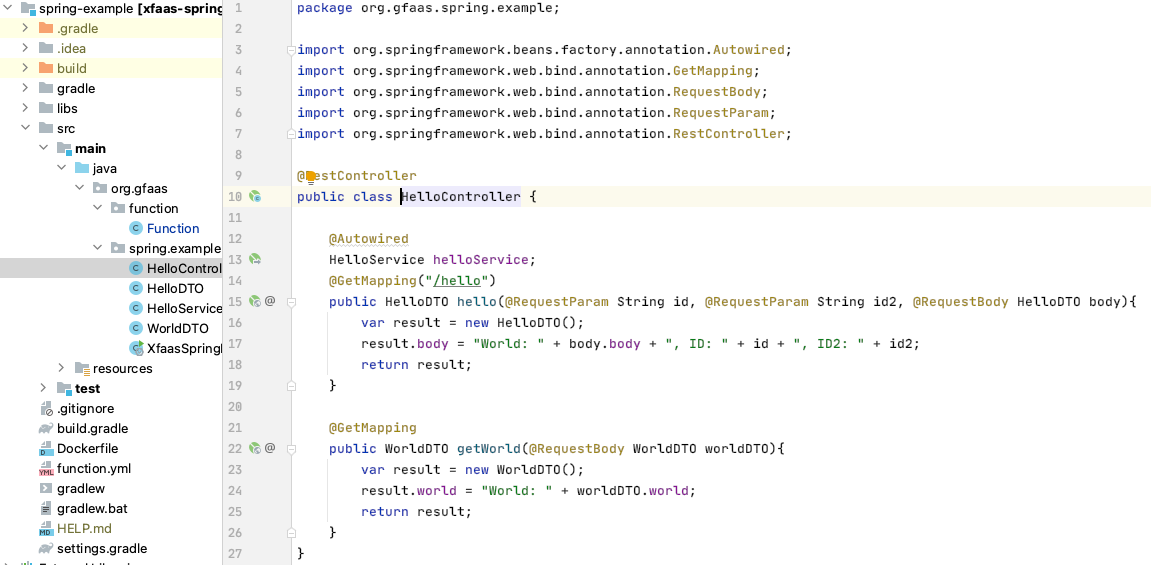 spring-example [xfaas-spring
.gradle
.idea
build
gradle
libs
src
main
java
org.gfaas
function
Function
spring.example
HelloControl
HelloDTO
HelloService
WorldDTO
XfaasSpring
resources
test
.gitignore
build.gradle
Dockerfile
function.yml
gradlew
gradlew.bat
HELP.md
settings.gradle
1 package org.gfaas.spring.example;
2
3 import org.springframework.beans.factory.annotation.Autowired;
4 import org.springframework.web.bind.annotation.GetMapping;
5 import org.springframework.web.bind.annotation.RequestBody;
6 import org.springframework.web.bind.annotation.RequestParam;
7 import org.springframework.web.bind.annotation.RestController;
8
9 @RestController
10 public class HelloController {
11
12 @Autowired
13 HelloService helloService;
14 @GetMapping("/hello")
15 @ public HelloDTO hello(@RequestParam String id, @RequestParam String id2, @RequestBody HelloDTO body){
16 var result = new HelloDTO();
17 result.body = "World: " + body.body + ", ID: " + id + ", ID2: " + id2;
18 return result;
19 }
20
21 @GetMapping
22 @ public WorldDTO getWorld(@RequestBody WorldDTO worldDTO){
23 var result = new WorldDTO();
24 result.world = "World: " + worldDTO.world;
25 return result;
26 }
27 }